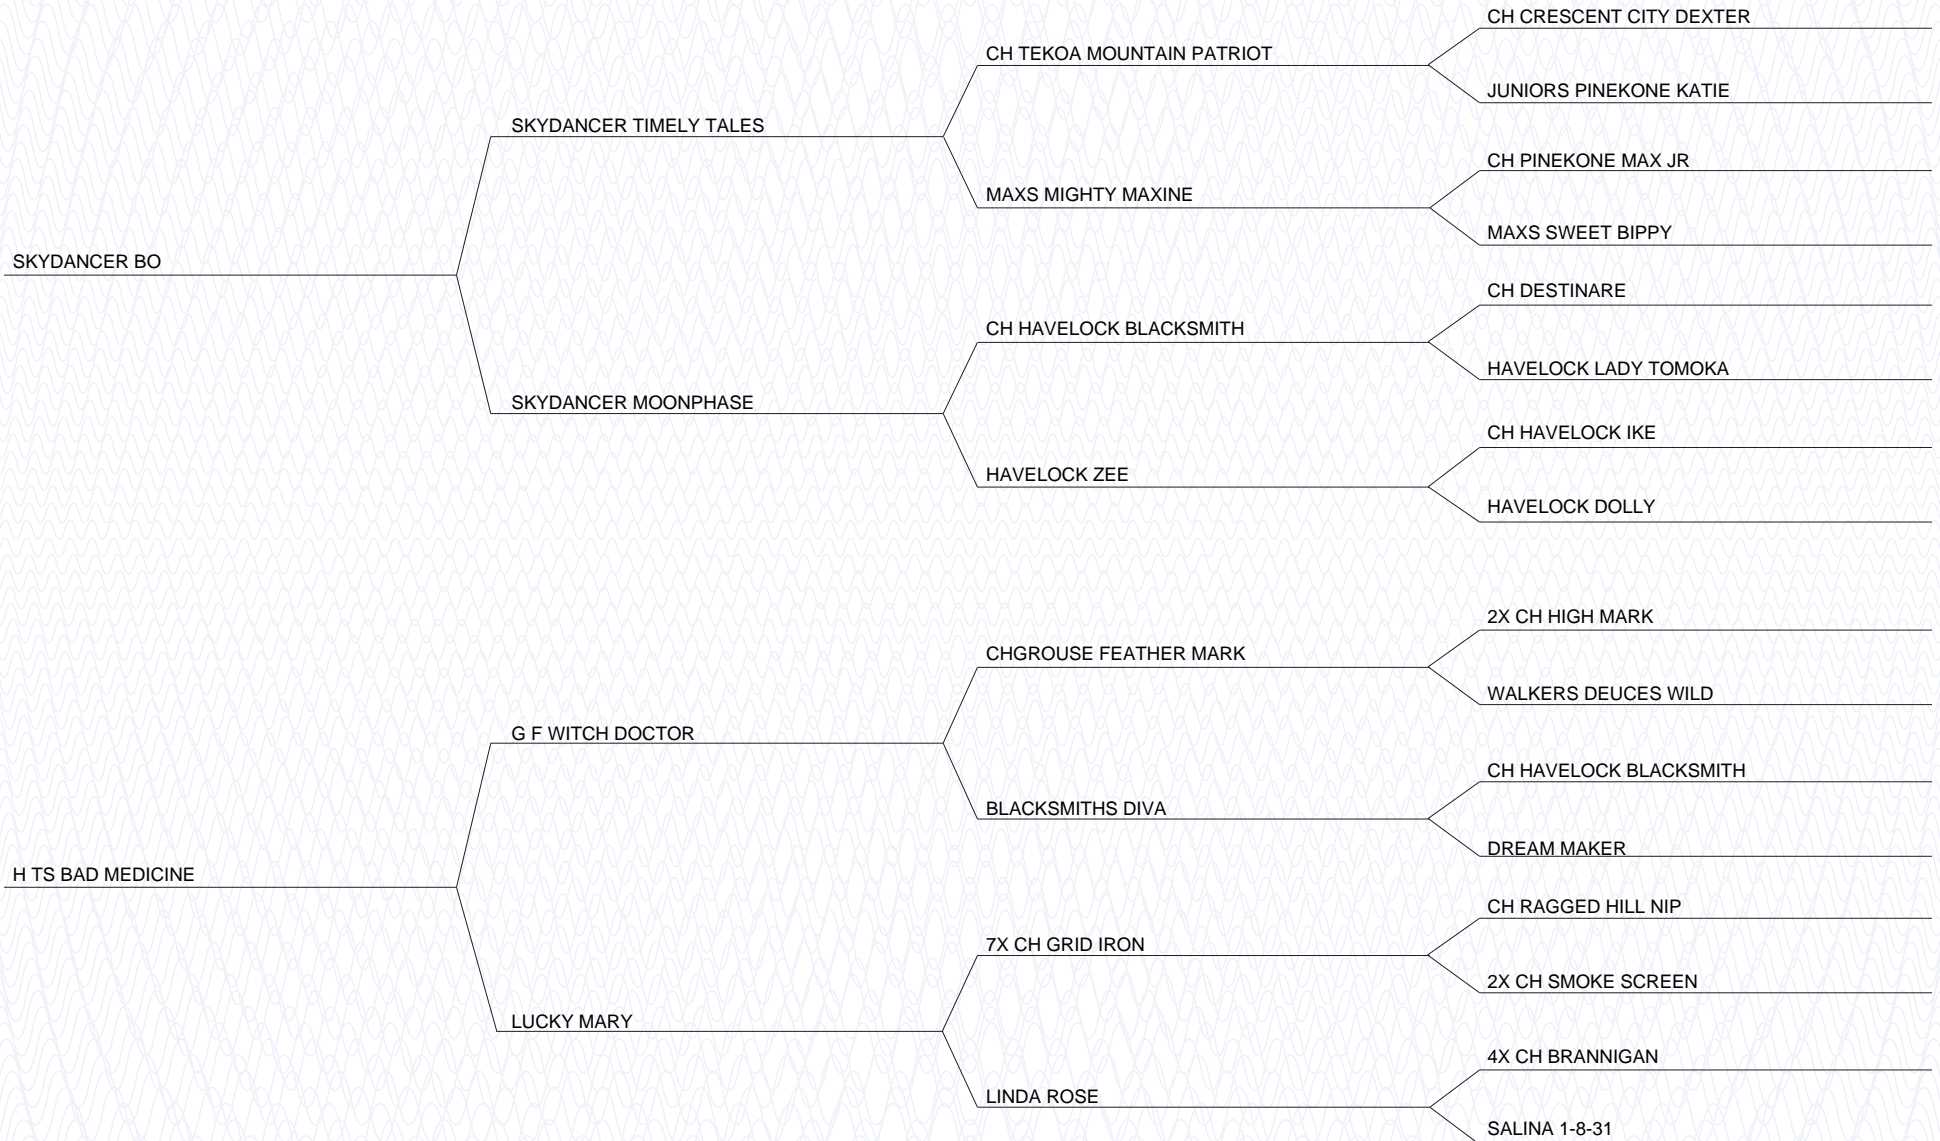 CH CRESCENT CITY DEXTER
CH TEKOA MOUNTAIN PATRIOT
JUNIORS PINEKONE KATIE
SKYDANCER TIMELY TALES
CH PINEKONE MAX JR
MAXS MIGHTY MAXINE
MAXS SWEET BIPPY
SKYDANCER BO
CH DESTINARE
CH HAVELOCK BLACKSMITH
HAVELOCK LADY TOMOKA
SKYDANCER MOONPHASE
CH HAVELOCK IKE
HAVELOCK ZEE
HAVELOCK DOLLY
2X CH HIGH MARK
CHGROUSE FEATHER MARK
WALKERS DEUCES WILD
G F WITCH DOCTOR
CH HAVELOCK BLACKSMITH
BLACKSMITHS DIVA
DREAM MAKER
H TS BAD MEDICINE
CH RAGGED HILL NIP
7X CH GRID IRON
2X CH SMOKE SCREEN
LUCKY MARY
4X CH BRANNIGAN
LINDA ROSE
SALINA 1-8-31